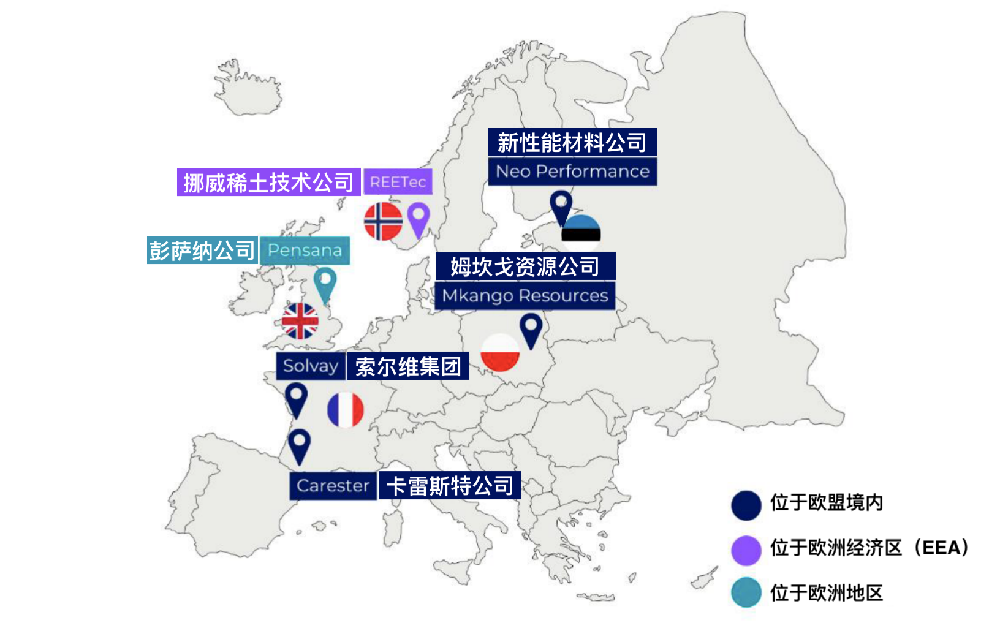 新性能材料公司
Neo Performance
挪威稀土技术公司 REETec
彭萨纳公司 Pensana
姆坎戈资源公司
Mkango Resources
Solvay 索尔维集团
Carester 卡雷斯特公司
位于欧盟境内
位于欧洲经济区（EEA）
位于欧洲地区